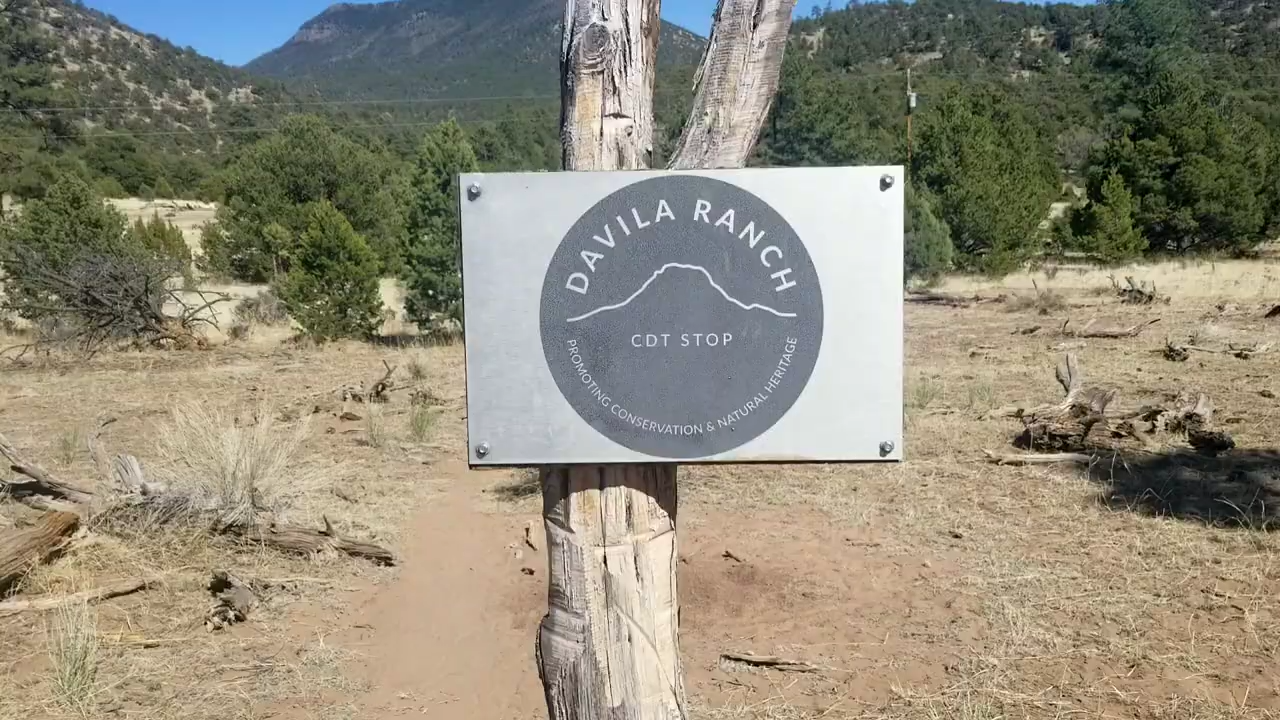 DAVILA RANCH
CDT STOP
PROMOTING CONSERVATION & NATURAL HERITAGE